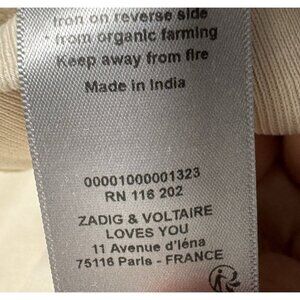 Iron on reverse side
* from organic farming
Keep away from fire
Made in India
00001000001323
RN 116 202
ZADIG & VOLTAIRE
LOVES YOU
11 Avenue d'Iéna
75116 Paris - FRANCE